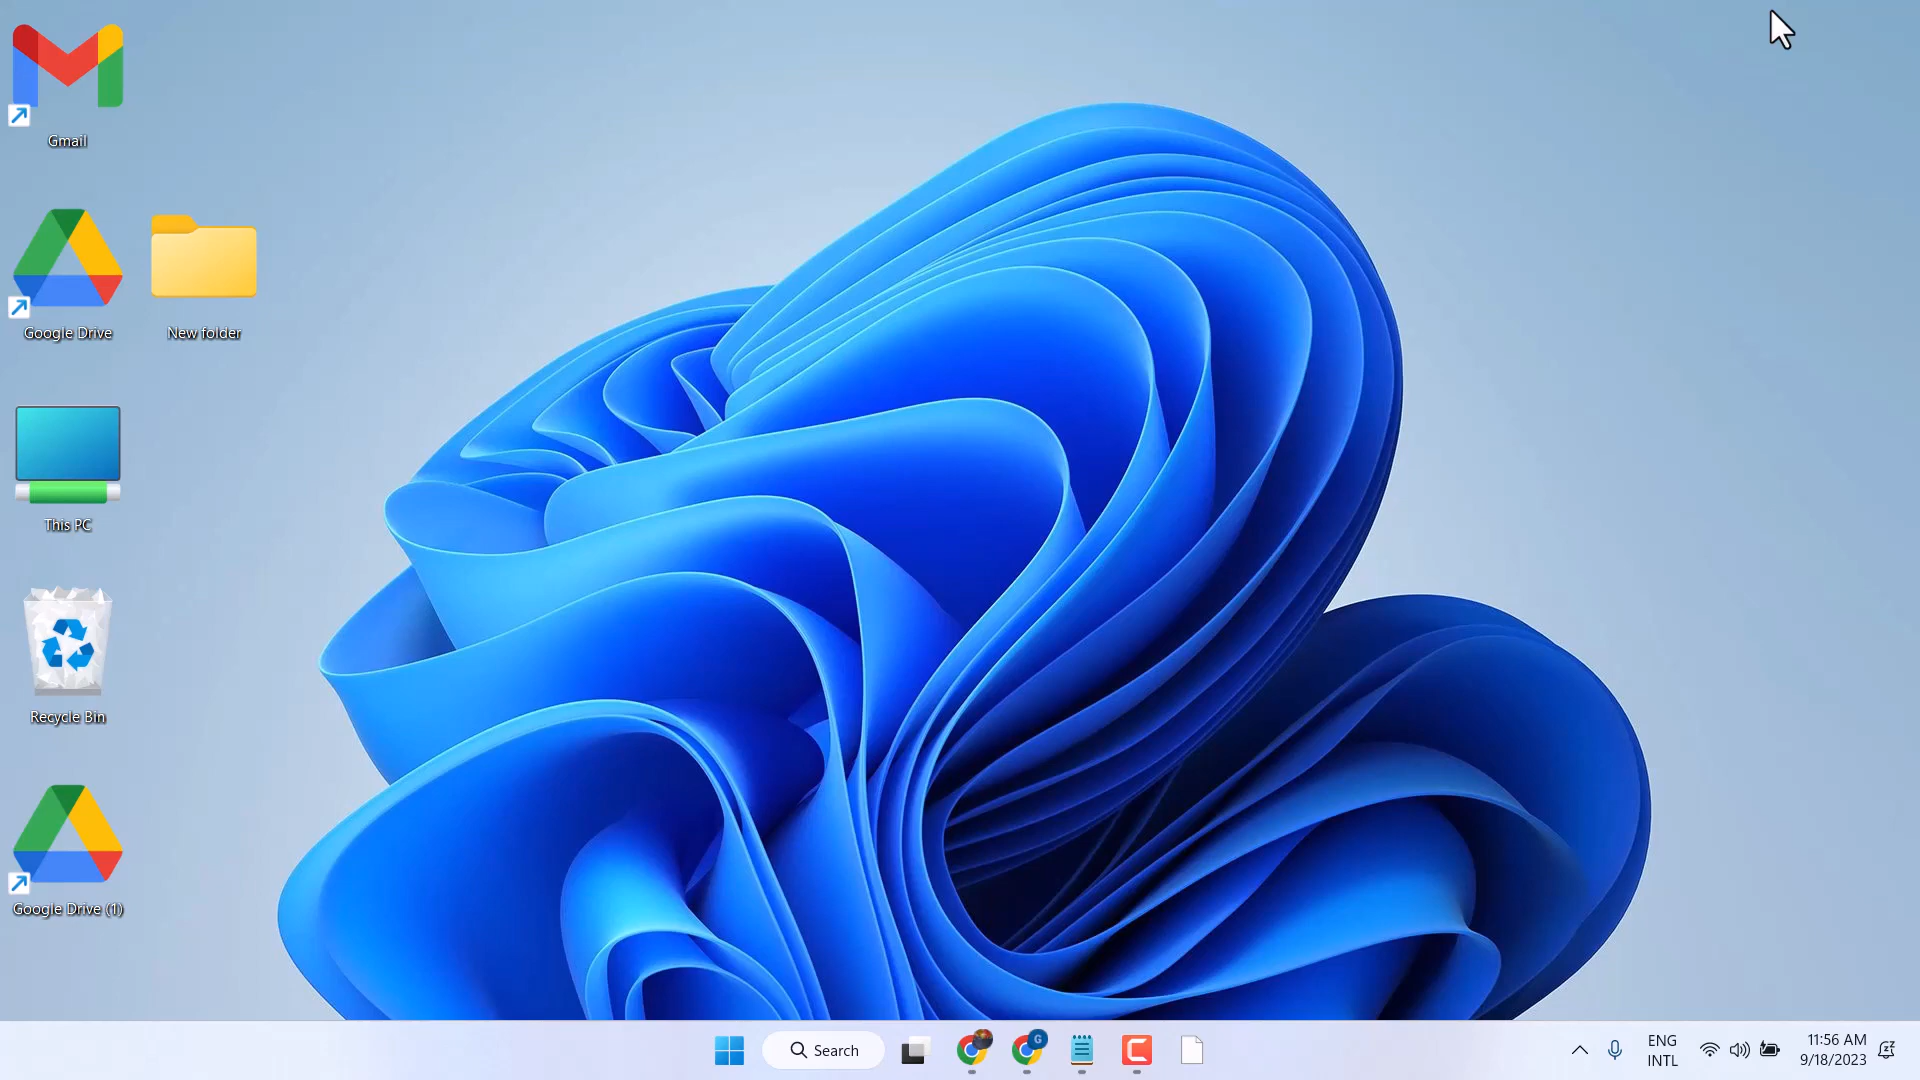 Gmail
Google Drive
New folder
This PC
Recycle Bin
Google Drive (1)
Search
G
ENG
INTL
11:56 AM
9/18/2023